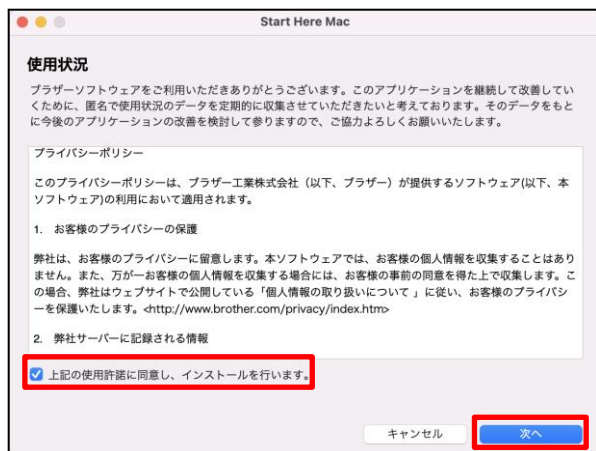 Start Here Mac
使用状況
ブラザーソフトウェアをご利用いただきありがとうございます。このアプリケーションを継続して改善してい
くために、匿名で使用状況のデータを定期的に収集させていただきたいと考えております。そのデータをもと
に今後のアプリケーションの改善を検討して参りますので、ご協力よろしくお願いいたします。
プライバシーポリシー
このプライバシーポリシーは、ブラザー工業株式会社（以下、ブラザー）が提供するソフトウェア(以下、本
ソフトウェア)の利用において適用されます。
1. お客様のプライバシーの保護
弊社は、お客様のプライバシーに留意します。本ソフトウェアでは、お客様の個人情報を収集することはあり
ません。また、万が一お客様の個人情報を収集する場合には、お客様の事前の同意を得た上で収集します。こ
の場合、弊社はウェブサイトで公開している「個人情報の取り扱いについて 」に従い、お客様のプライバシ
ーを保護いたします。<http://www.brother.com/privacy/index.htm>
2. 弊社サーバーに記録される情報
上記の使用許諾に同意し、インストールを行います。
キャンセル
次へ